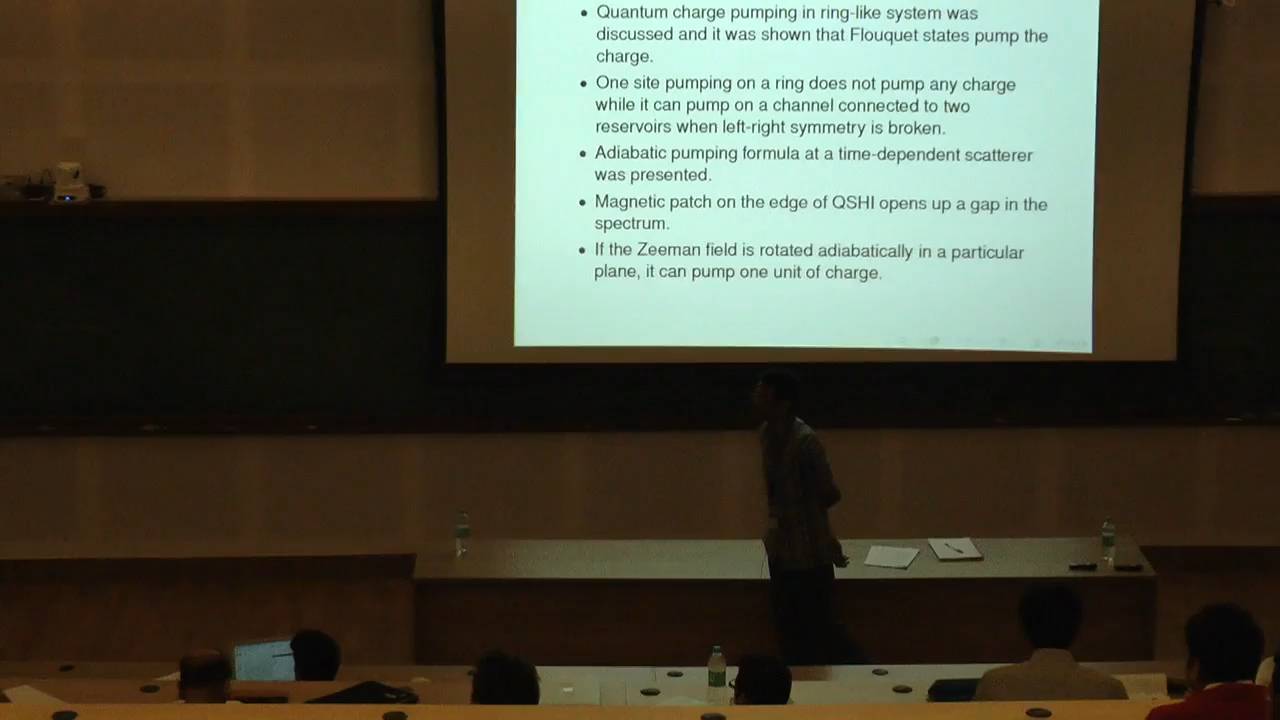 • Quantum charge pumping in ring-like system was
discussed and it was shown that Flouquet states pump the
charge.
• One site pumping on a ring does not pump any charge
while it can pump on a channel connected to two
reservoirs when left-right symmetry is broken.
• Adiabatic pumping formula at a time-dependent scatterer
was presented.
• Magnetic patch on the edge of QSHI opens up a gap in the
spectrum.
• If the Zeeman field is rotated adiabatically in a particular
plane, it can pump one unit of charge.